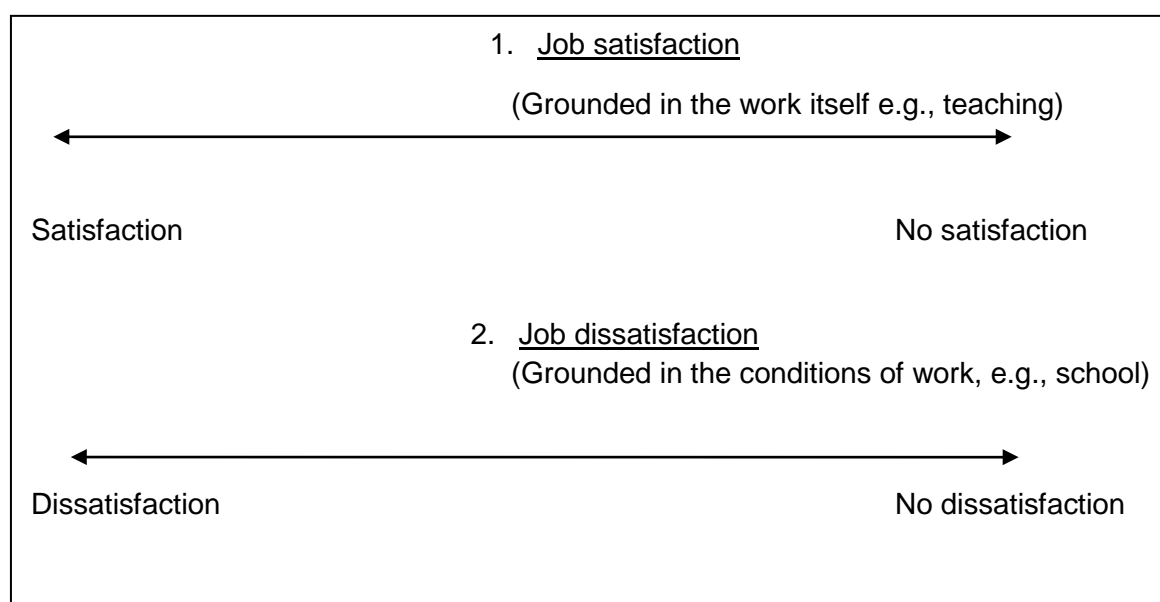 1. Job satisfaction
(Grounded in the work itself e.g., teaching)
Satisfaction No satisfaction
2. Job dissatisfaction
(Grounded in the conditions of work, e.g., school)
Dissatisfaction No dissatisfaction